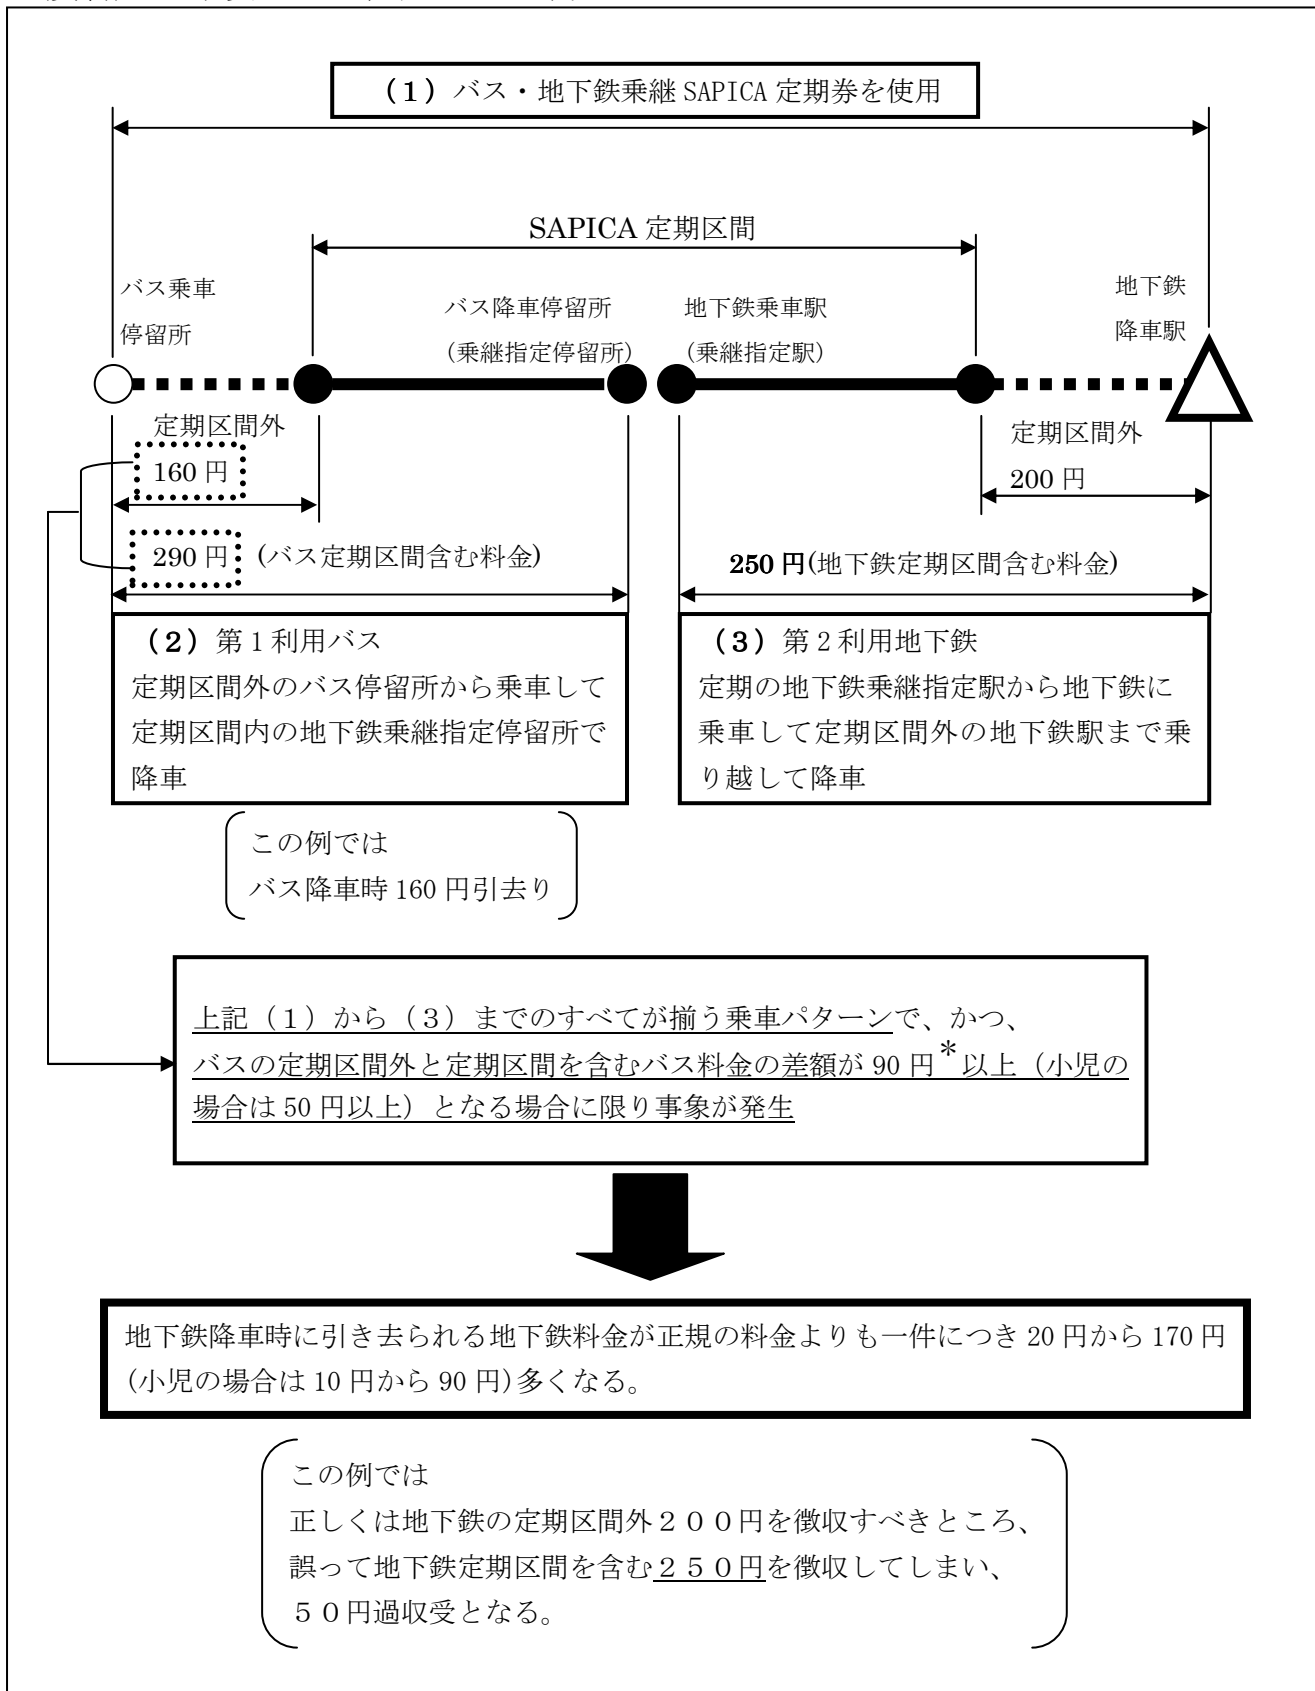 （１）バス・地下鉄乗継 SAPICA 定期券を使用
SAPICA 定期区間
バス乗車
停留所
バス降車停留所
(乗継指定停留所)
地下鉄乗車駅
(乗継指定駅)
地下鉄
降車駅
定期区間外
160 円
290 円
(バス定期区間含む料金)
定期区間外
200 円
250 円(地下鉄定期区間含む料金)
（２）第１利用バス
定期区間外のバス停留所から乗車して
定期区間内の地下鉄乗継指定停留所で
降車
（３）第２利用地下鉄
定期の地下鉄乗継指定駅から地下鉄に
乗車して定期区間外の地下鉄駅まで乗
り越して降車
この例では
バス降車時 160 円引去り
上記（１）から（３）までのすべてが揃う乗車パターンで、かつ、
バスの定期区間外と定期区間を含むバス料金の差額が 90 円＊以上（小児の
場合は 50 円以上）となる場合に限り事象が発生
地下鉄降車時に引き去られる地下鉄料金が正規の料金よりも一件につき 20 円から 170 円
(小児の場合は 10 円から 90 円)多くなる。
この例では
正しくは地下鉄の定期区間外２００円を徴収すべきところ、
誤って地下鉄定期区間を含む２５０円を徴収してしまい、
５０円過収受となる。